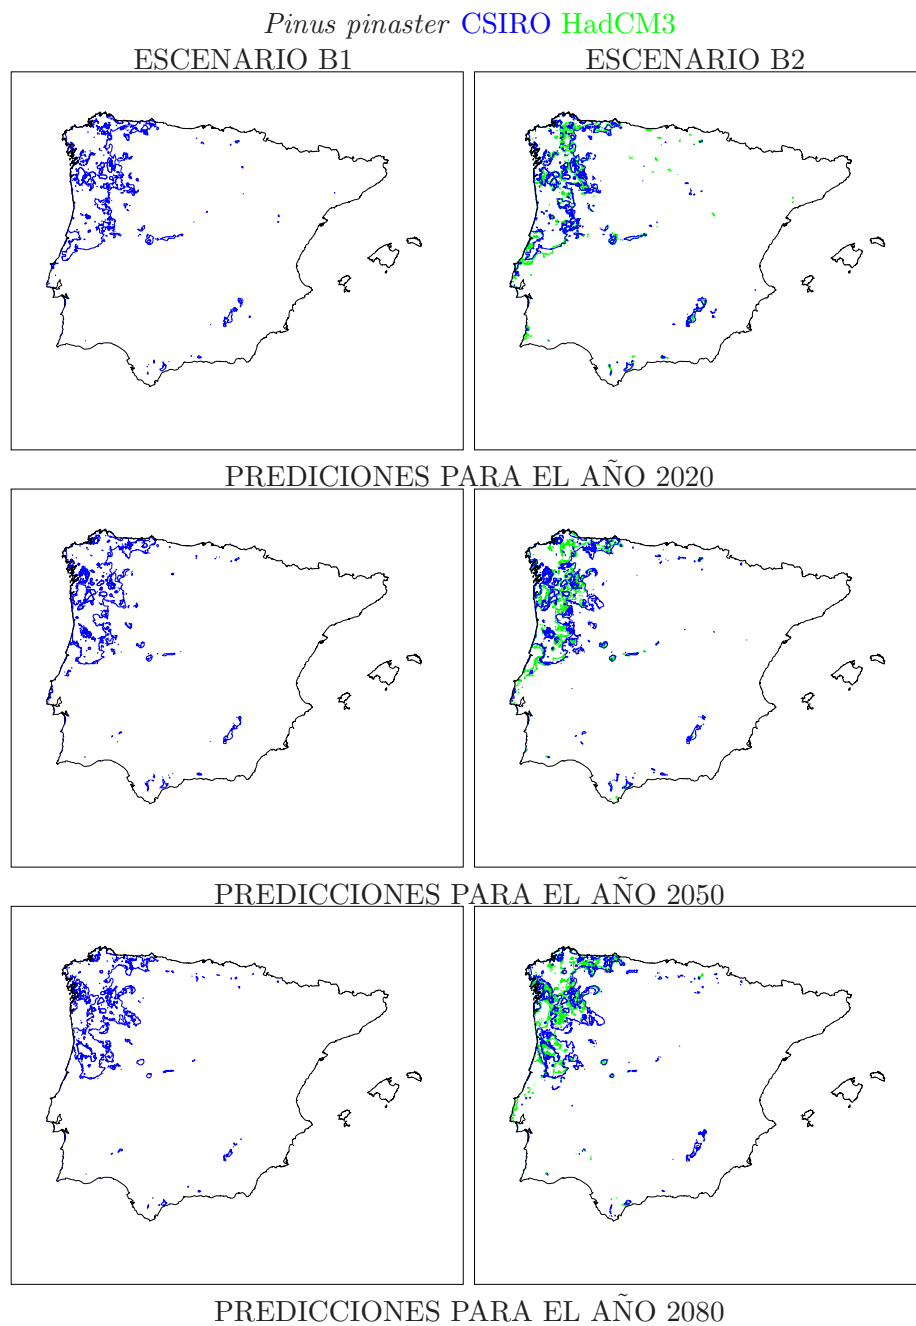 Pinus pinaster CSIRO HadCM3
ESCENARIO B1 ESCENARIO B2
PREDICIONES PARA EL AÑO 2020
PREDICCIONES PARA EL AÑO 2050
PREDICCIONES PARA EL AÑO 2080